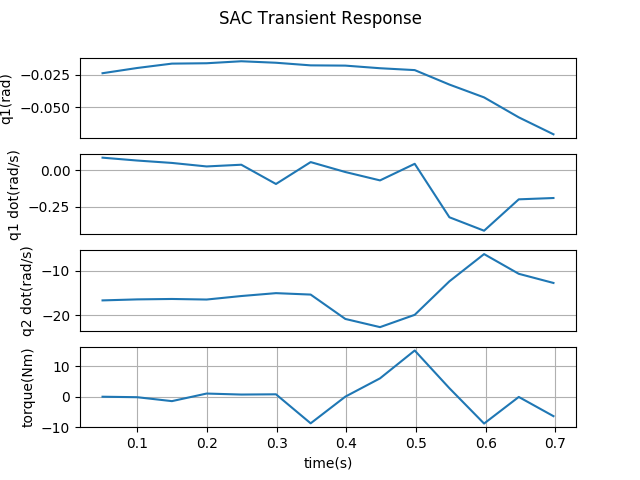 SAC Transient Response
q1(rad)
−0.025
−0.050
q1 dot(rad/s)
0.00
−0.25
q2 dot(rad/s)
−10
−20
torque(Nm)
10
0
−10
0.1 0.2 0.3 0.4 0.5 0.6 0.7
time(s)